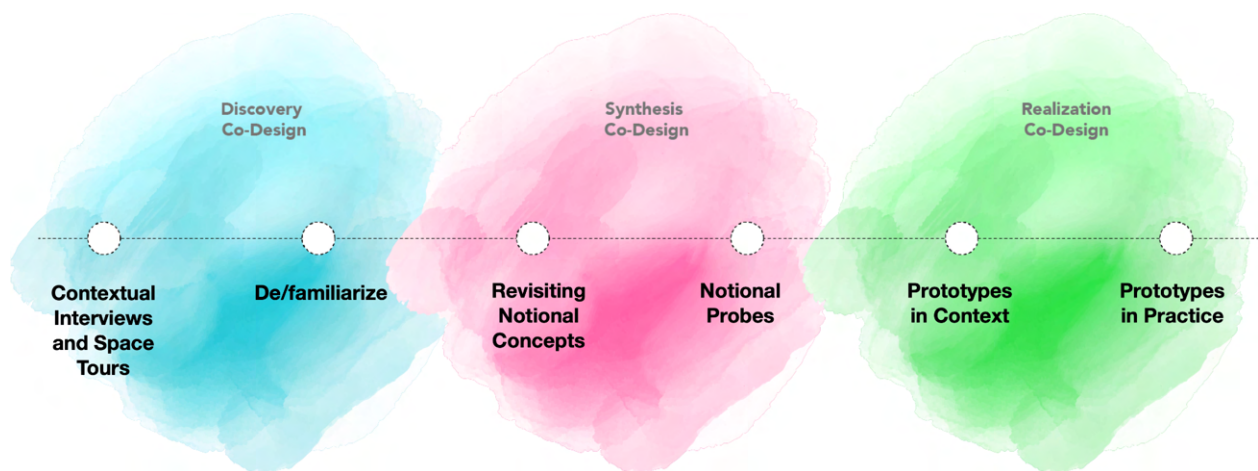 Discovery
Co-Design
Synthesis
Co-Design
Realization
Co-Design
Contextual
Interviews
and Space
Tours
De/familiarize
Revisiting
Notional
Concepts
Notional
Probes
Prototypes
in Context
Prototypes
in Practice